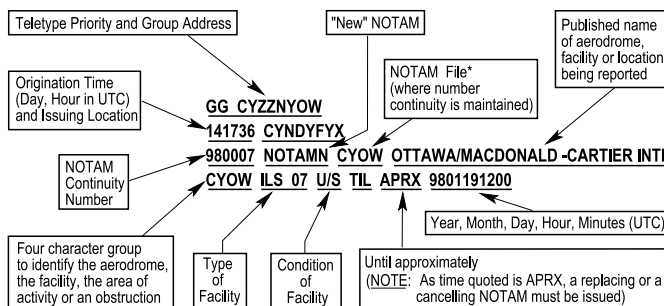 Teletype Priority and Group Address
"New" NOTAM
Published name
of aerodrome,
facility or location
being reported
Origination Time
(Day, Hour in UTC)
and Issuing Location
NOTAM File*
(where number
continuity is maintained)
GG CYZZNYOW
141736 CYNDYFYX
980007 NOTAMN CYOW OTTAWA/MACDONALD -CARTIER INTL
CYOW ILS 07 U/S TIL APRX 9801191200
NOTAM
Continuity
Number
Year, Month, Day, Hour, Minutes (UTC)
Four character group
to identify the aerodrome,
the facility, the area of
activity or an obstruction
Type
of
Facility
Condition
of
Facility
Until approximately
(NOTE: As time quoted is APRX, a replacing or a
cancelling NOTAM must be issued)